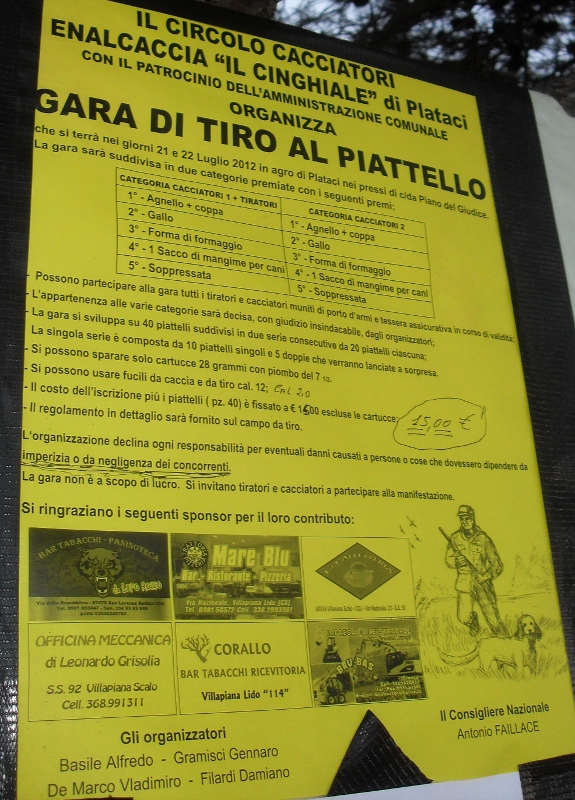 IL CIRCOLO CACCIATORI
ENALCACCIA "IL CINGHIALE" di Plataci
CON IL PATROCINIO DELL'AMMINISTRAZIONE COMUNALE
ORGANIZZA
GARA DI TIRO AL PIATTELLO
che si terrà nei giorni 21 e 22 Luglio 2012 in agro di Plataci nei pressi di c/da Piano del Giudice.
La gara sarà suddivisa in due categorie premiate con i seguenti premi:
CATEGORIA CACCIATORI 1 + TIRATORI
1° - Agnello + coppa
2° - Gallo
3° - Forma di formaggio
4° - 1 Sacco di mangime per cani
5° - Soppressata
CATEGORIA CACCIATORI 2
1° - Agnello + coppa
2° - Gallo
3° - Forma di formaggio
4° - 1 Sacco di mangime per cani
5° - Soppressata
- Possono partecipare alla gara tutti i tiratori e cacciatori muniti di porto d'armi e tessera assicurativa in corso di validità;
- L'appartenenza alle varie categorie sarà decisa, con giudizio insindacabile, dagli organizzatori;
- La gara si sviluppa su 40 piattelli suddivisi in due serie consecutive da 20 piattelli ciascuna;
La singola serie è composta da 10 piattelli singoli e 5 doppie che verranno lanciate a sorpresa.
- Si possono sparare solo cartucce 28 grammi con piombo del 7 1/2.
- Si possono usare fucili da caccia e da tiro cal. 12; CAL 20
- Il costo dell'iscrizione più i piattelli ( pz. 40) è fissato a € 15,00 escluse le cartucce; 15,00 €
- Il regolamento in dettaglio sarà fornito sul campo da tiro.
L'organizzazione declina ogni responsabilità per eventuali danni causati a persone o cose che dovessero dipendere da
imperizia o da negligenza dei concorrenti.
La gara non è a scopo di lucro. Si invitano tiratori e cacciatori a partecipare alla manifestazione.
Si ringraziano i seguenti sponsor per il loro contributo:
BAR TABACCHI - PANISOTECA
Mare Blu
Bar - Ristorante - Pizzeria
Via Nazionale, Villapiana Lido (CS)
OFFICINA MECCANICA
di Leonardo Grisolia
S.S. 92 Villapiana Scalo
Cell. 368.991311
CORALLO
BAR TABACCHI RICEVITORIA
Villapiana Lido "114"
Gli organizzatori
Basile Alfredo - Gramisci Gennaro
De Marco Vladimiro - Filardi Damiano
Il Consigliere Nazionale
Antonio FAILLACE